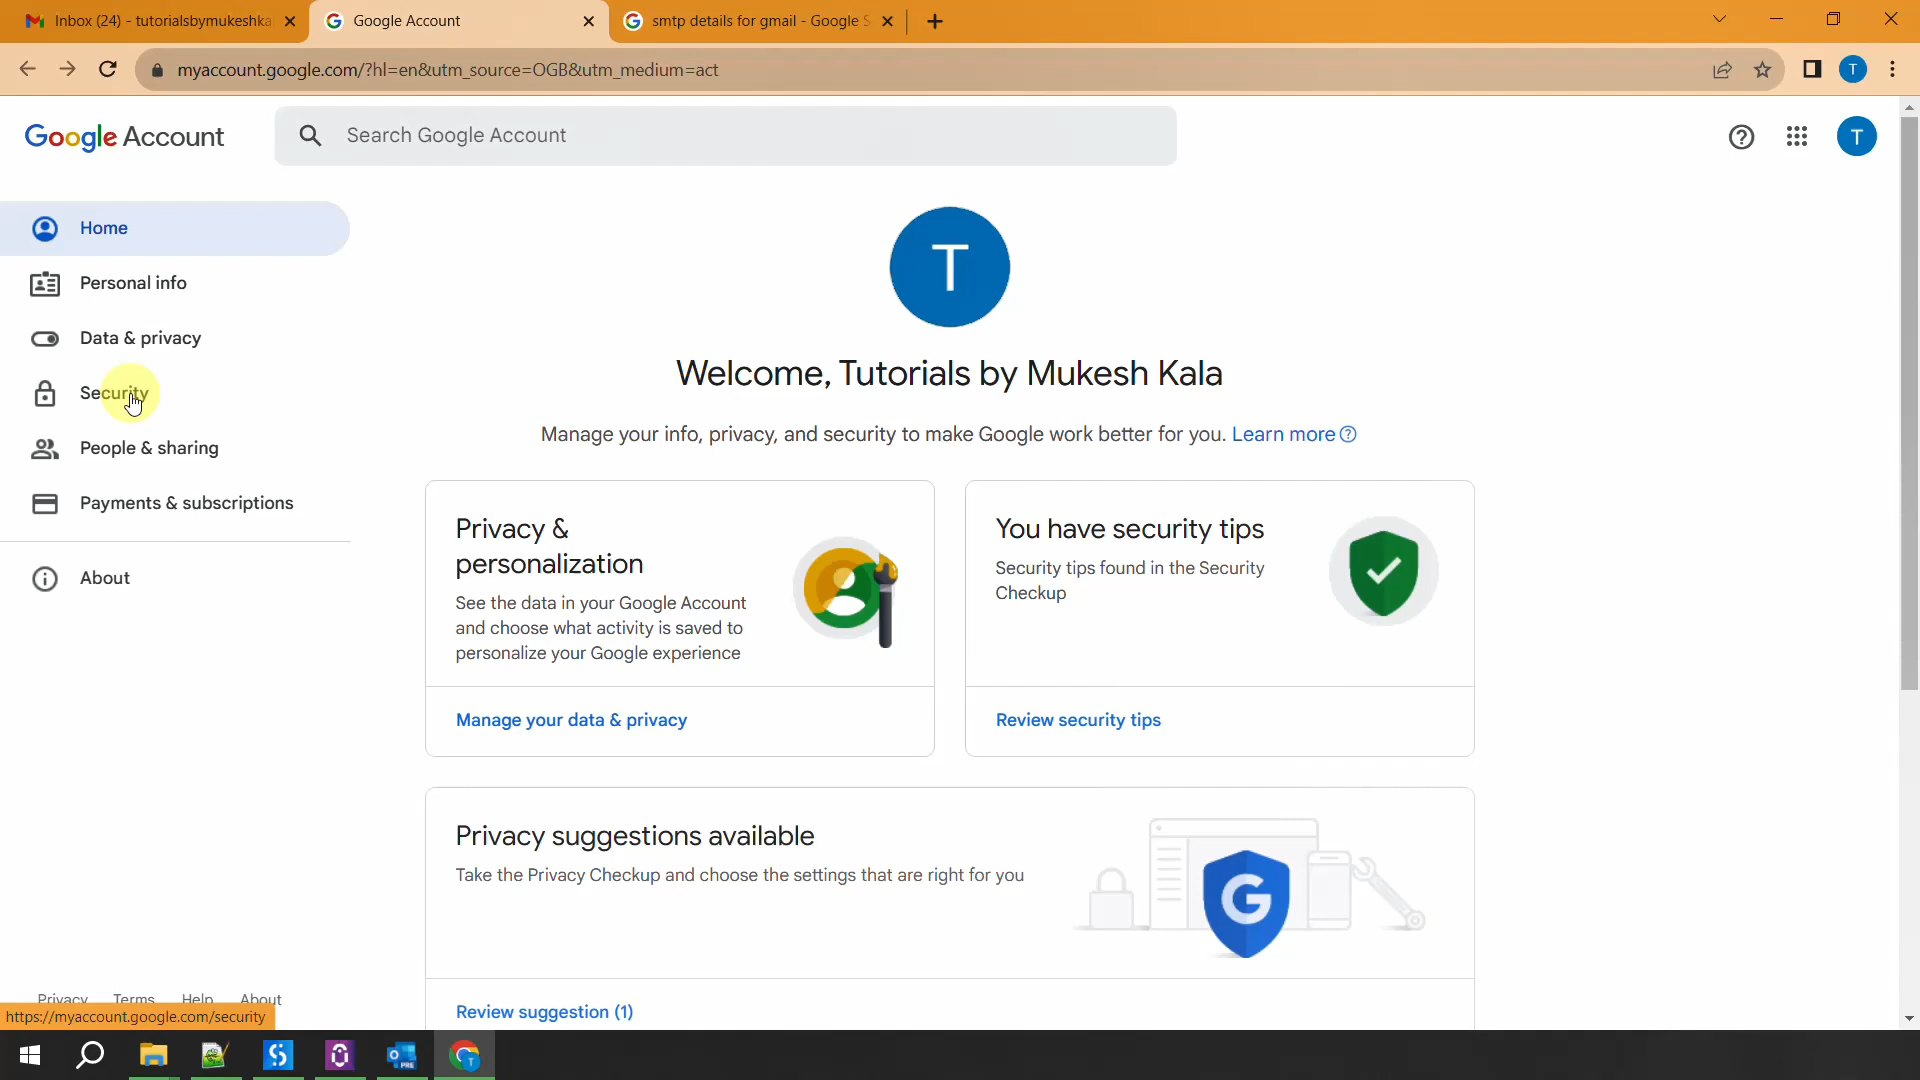 Inbox (24) - tutorialsbymukeshka
Google Account
smtp details for gmail - Google S
myaccount.google.com/?hl=en&utm_source=OGB&utm_medium=act
T
Google Account
Search Google Account
T
Home
Personal info
Data & privacy
Security
People & sharing
Payments & subscriptions
About
T
Welcome, Tutorials by Mukesh Kala
Manage your info, privacy, and security to make Google work better for you. Learn more
Privacy &
personalization
See the data in your Google Account
and choose what activity is saved to
personalize your Google experience
Manage your data & privacy
You have security tips
Security tips found in the Security
Checkup
Review security tips
Privacy suggestions available
Take the Privacy Checkup and choose the settings that are right for you
G
Review suggestion (1)
Privacy Terms Help About
https://myaccount.google.com/security
PRE
T